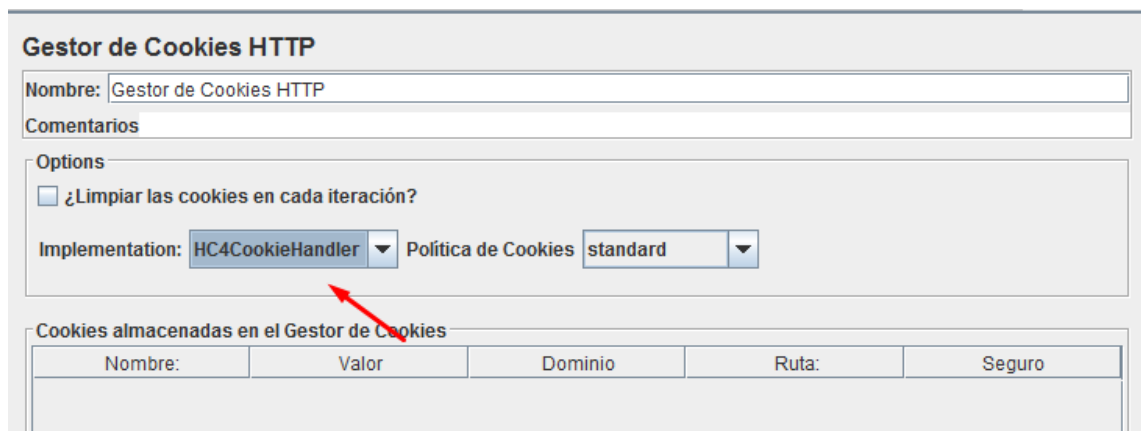 Gestor de Cookies HTTP
Nombre: Gestor de Cookies HTTP
Comentarios
Options
¿Limpiar las cookies en cada iteración?
Implementation: HC4CookieHandler Política de Cookies standard
Cookies almacenadas en el Gestor de Cookies
Nombre: Valor Dominio Ruta: Seguro